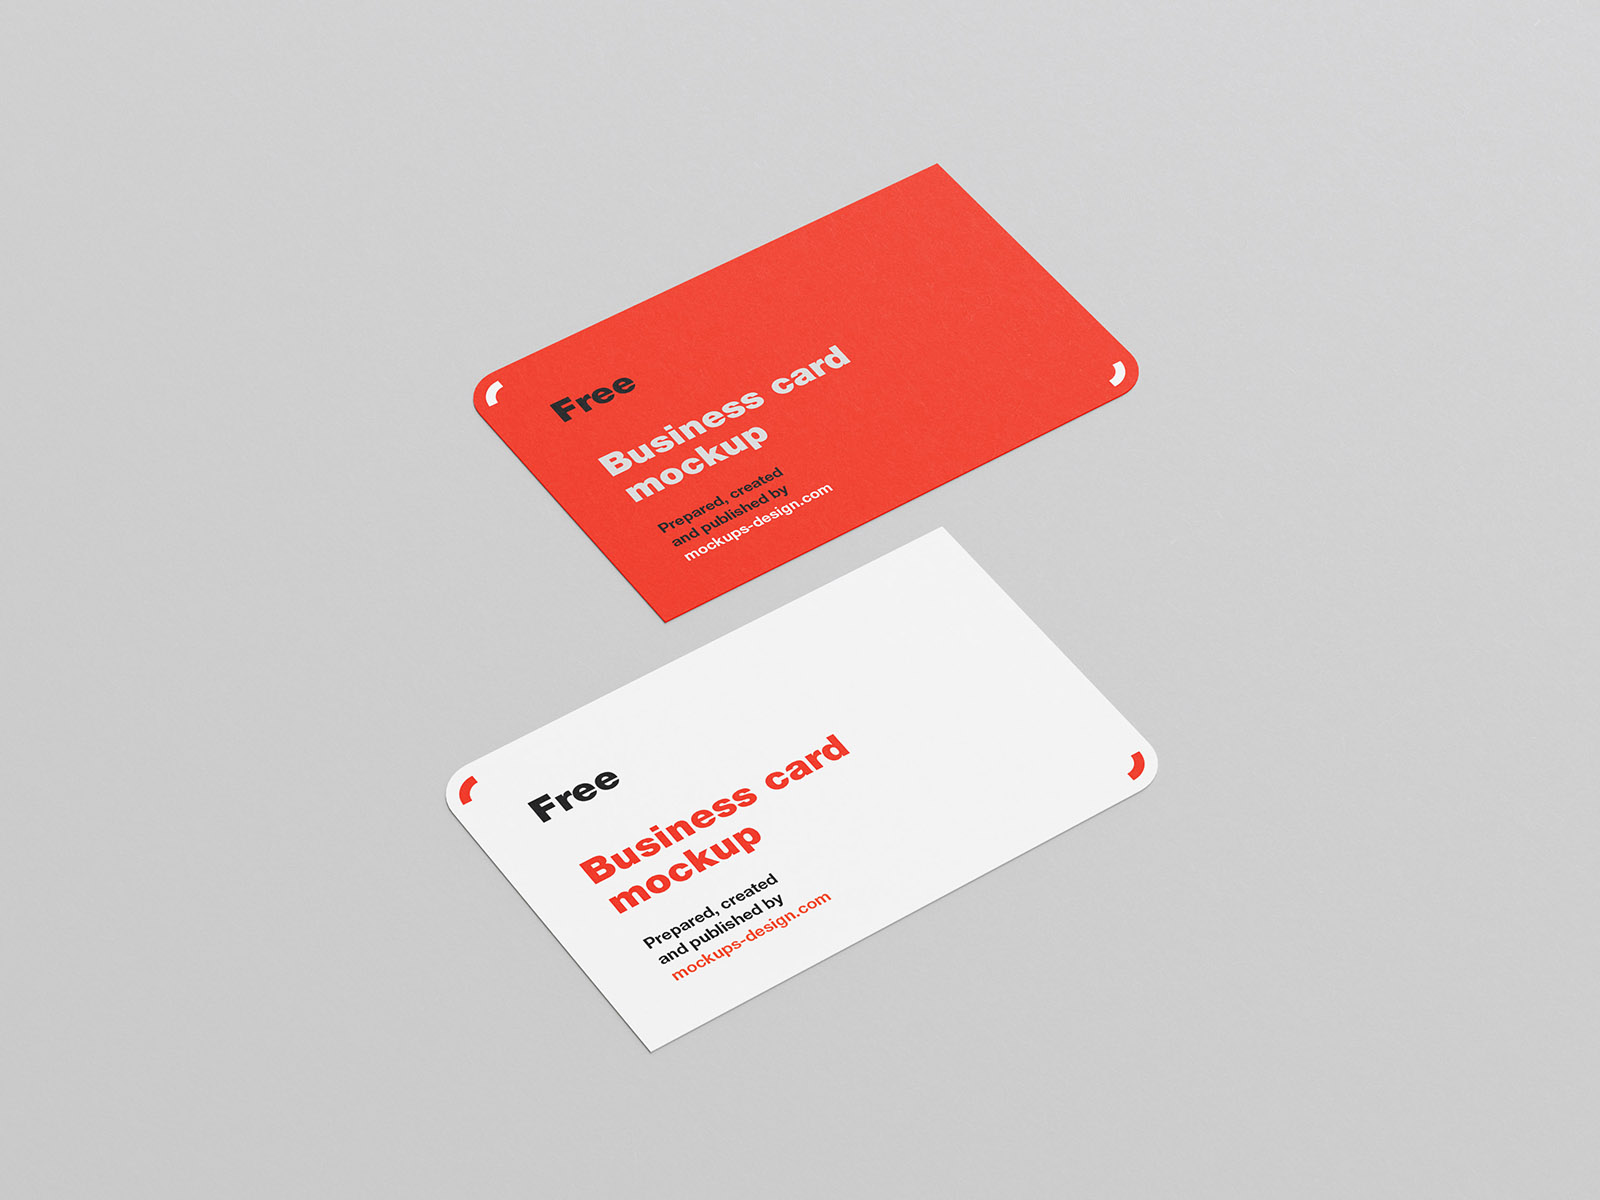 Free
Business card
mockup
Prepared, created
and published by
mockups-design.com
Free
Business card
mockup
Prepared, created
and published by
mockups-design.com